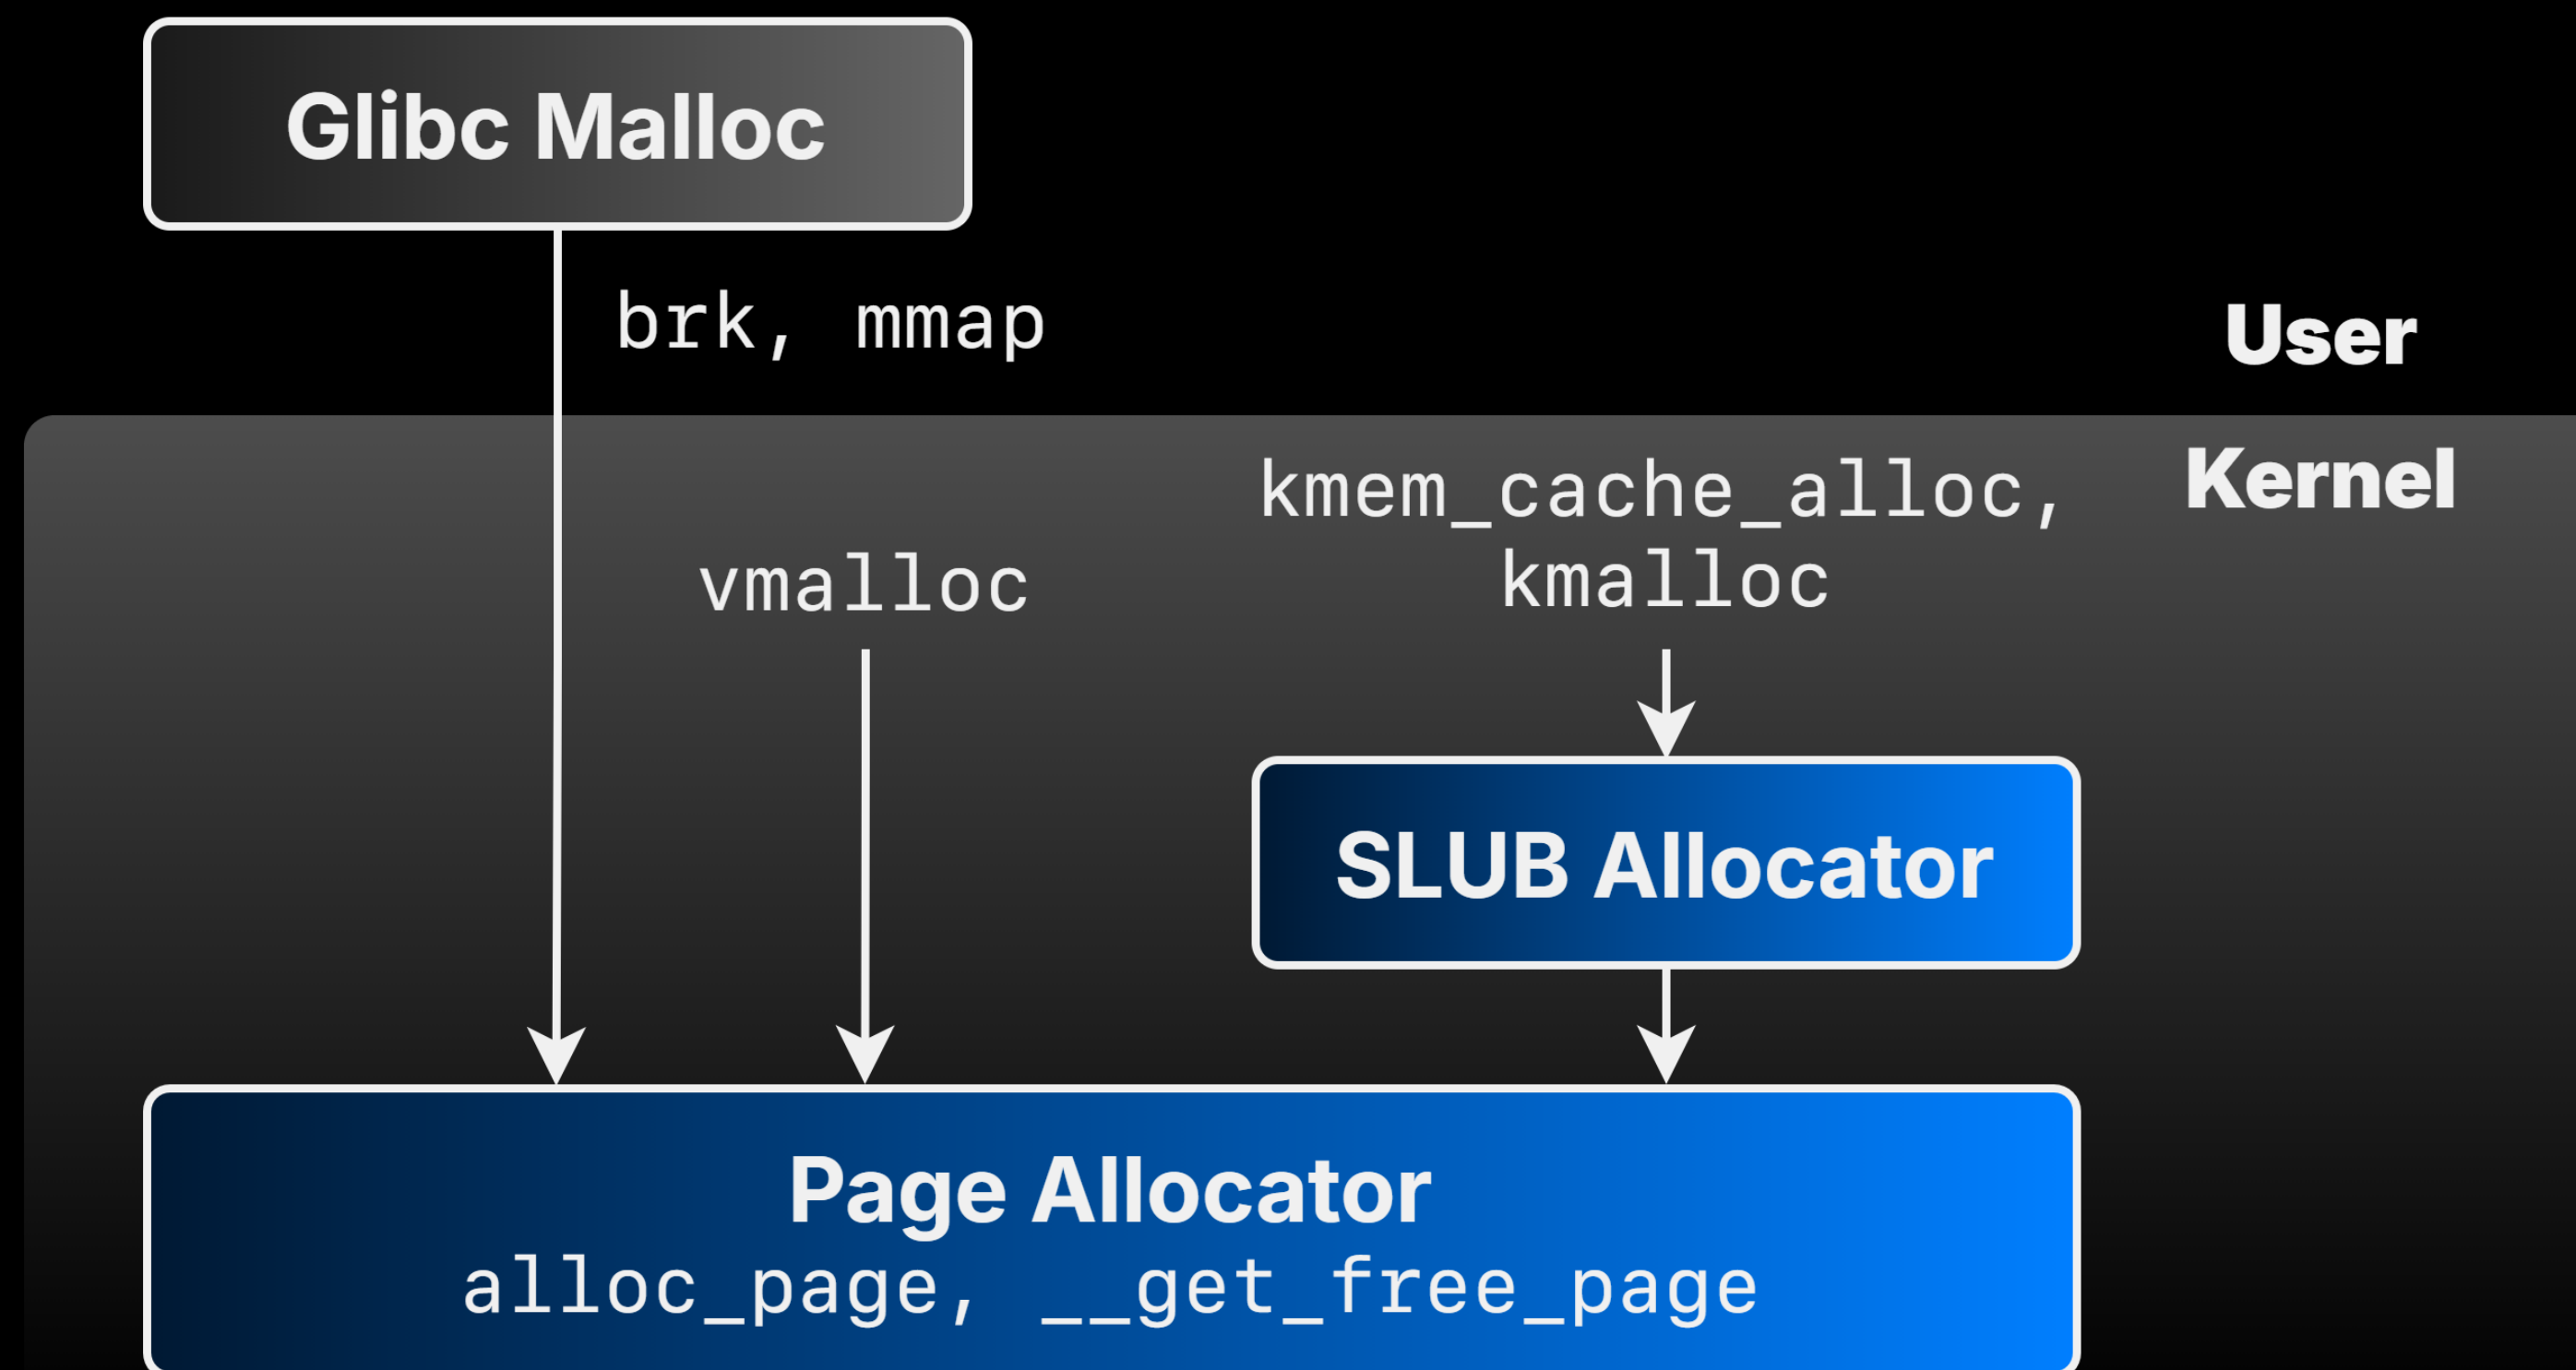 Glibc Malloc
brk, mmap
User
Kernel
kmem_cache_alloc,
kmalloc
vmalloc
SLUB Allocator
Page Allocator
alloc_page, __get_free_page